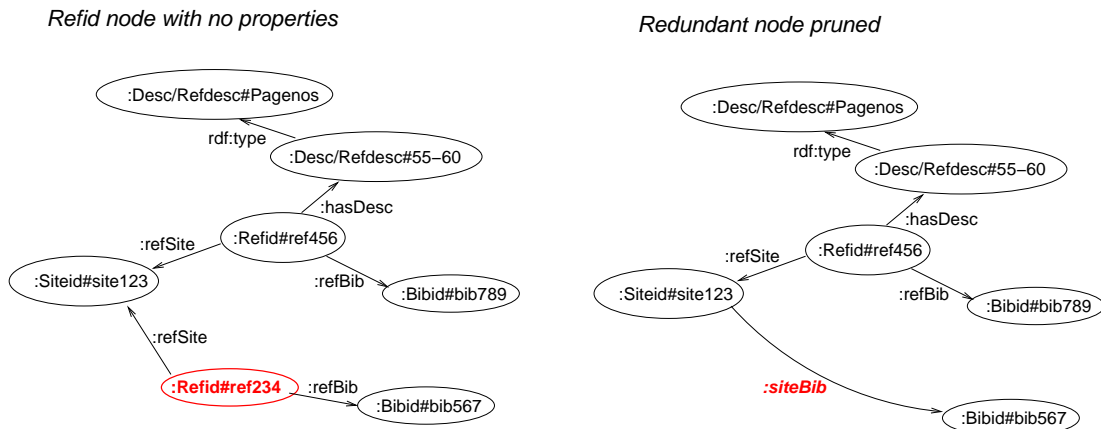 Refid node with no properties
:Desc/Refdesc#Pagenos
rdf:type
:Desc/Refdesc#55−60
:hasDesc
:Refid#ref456
:refSite
:refBib
:Siteid#site123
:Bibid#bib789
:refSite
:Refid#ref234
:refBib
:Bibid#bib567
Redundant node pruned
:Desc/Refdesc#Pagenos
rdf:type
:Desc/Refdesc#55−60
:hasDesc
:Refid#ref456
:refSite
:refBib
:Siteid#site123
:Bibid#bib789
:siteBib
:Bibid#bib567